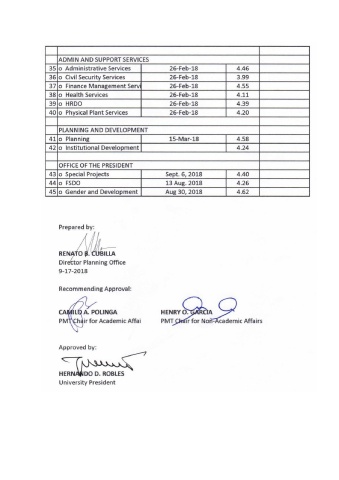 ADMIN AND SUPPORT SERVICES
35 o Administrative Services 26-Feb-18 4.46
36 o Civil Security Services 26-Feb-18 3.99
37 o Finance Management Servi 26-Feb-18 4.55
38 o Health Services 26-Feb-18 4.11
39 o HRDO 26-Feb-18 4.39
40 o Physical Plant Services 26-Feb-18 4.20
PLANNING AND DEVELOPMENT
41 o Planning 15-Mar-18 4.58
42 o Institutional Development 4.24
OFFICE OF THE PRESIDENT
43 o Special Projects Sept. 6, 2018 4.40
44 o FSDO 13 Aug. 2018 4.26
45 o Gender and Development Aug 30, 2018 4.62
Prepared by:
RENATO B. CUBILLA
Director Planning Office
9-17-2018
Recommending Approval:
CAMILO A. POLINGA HENRY O. GARCIA
PMT Chair for Academic Affai PMT Chair for Non-Academic Affairs
Approved by:
HERNANDO D. ROBLES
University President